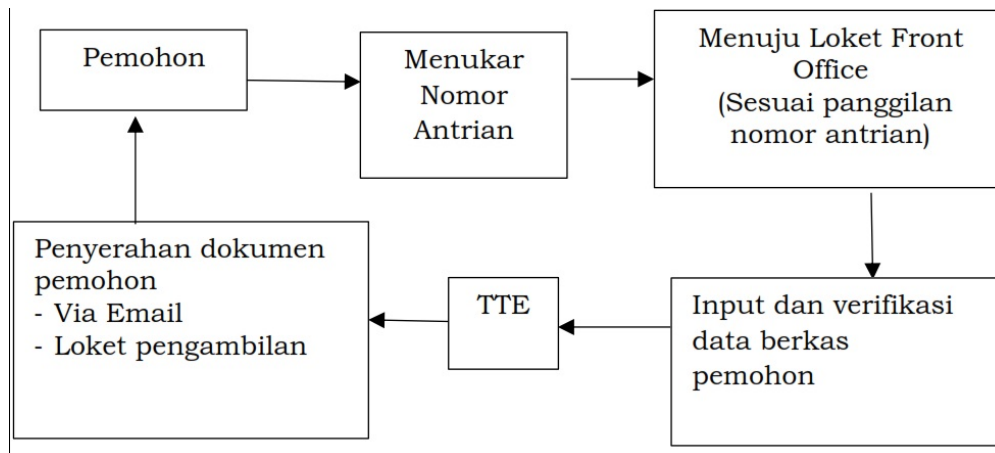 Pemohon
Menukar
Nomor
Antrian
Menuju Loket Front
Office
(Sesuai panggilan
nomor antrian)
Input dan verifikasi
data berkas
pemohon
TTE
Penyerahan dokumen
pemohon
- Via Email
- Loket pengambilan